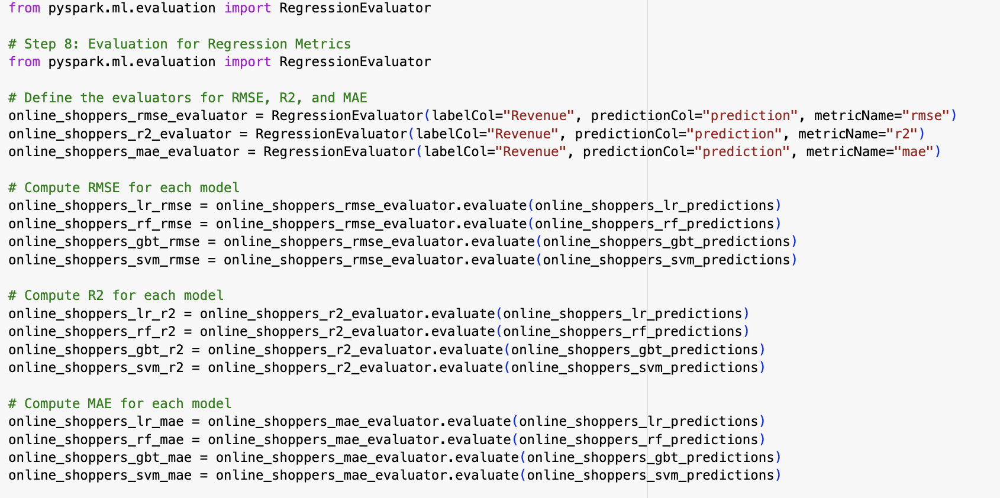 from pyspark.ml.evaluation import RegressionEvaluator
# Step 8: Evaluation for Regression Metrics
from pyspark.ml.evaluation import RegressionEvaluator
# Define the evaluators for RMSE, R2, and MAE
online_shoppers_rmse_evaluator = RegressionEvaluator(labelCol="Revenue", predictionCol="prediction", metricName="rmse")
online_shoppers_r2_evaluator = RegressionEvaluator(labelCol="Revenue", predictionCol="prediction", metricName="r2")
online_shoppers_mae_evaluator = RegressionEvaluator(labelCol="Revenue", predictionCol="prediction", metricName="mae")
# Compute RMSE for each model
online_shoppers_lr_rmse = online_shoppers_rmse_evaluator.evaluate(online_shoppers_lr_predictions)
online_shoppers_rf_rmse = online_shoppers_rmse_evaluator.evaluate(online_shoppers_rf_predictions)
online_shoppers_gbt_rmse = online_shoppers_rmse_evaluator.evaluate(online_shoppers_gbt_predictions)
online_shoppers_svm_rmse = online_shoppers_rmse_evaluator.evaluate(online_shoppers_svm_predictions)
# Compute R2 for each model
online_shoppers_lr_r2 = online_shoppers_r2_evaluator.evaluate(online_shoppers_lr_predictions)
online_shoppers_rf_r2 = online_shoppers_r2_evaluator.evaluate(online_shoppers_rf_predictions)
online_shoppers_gbt_r2 = online_shoppers_r2_evaluator.evaluate(online_shoppers_gbt_predictions)
online_shoppers_svm_r2 = online_shoppers_r2_evaluator.evaluate(online_shoppers_svm_predictions)
# Compute MAE for each model
online_shoppers_lr_mae = online_shoppers_mae_evaluator.evaluate(online_shoppers_lr_predictions)
online_shoppers_rf_mae = online_shoppers_mae_evaluator.evaluate(online_shoppers_rf_predictions)
online_shoppers_gbt_mae = online_shoppers_mae_evaluator.evaluate(online_shoppers_gbt_predictions)
online_shoppers_svm_mae = online_shoppers_mae_evaluator.evaluate(online_shoppers_svm_predictions)